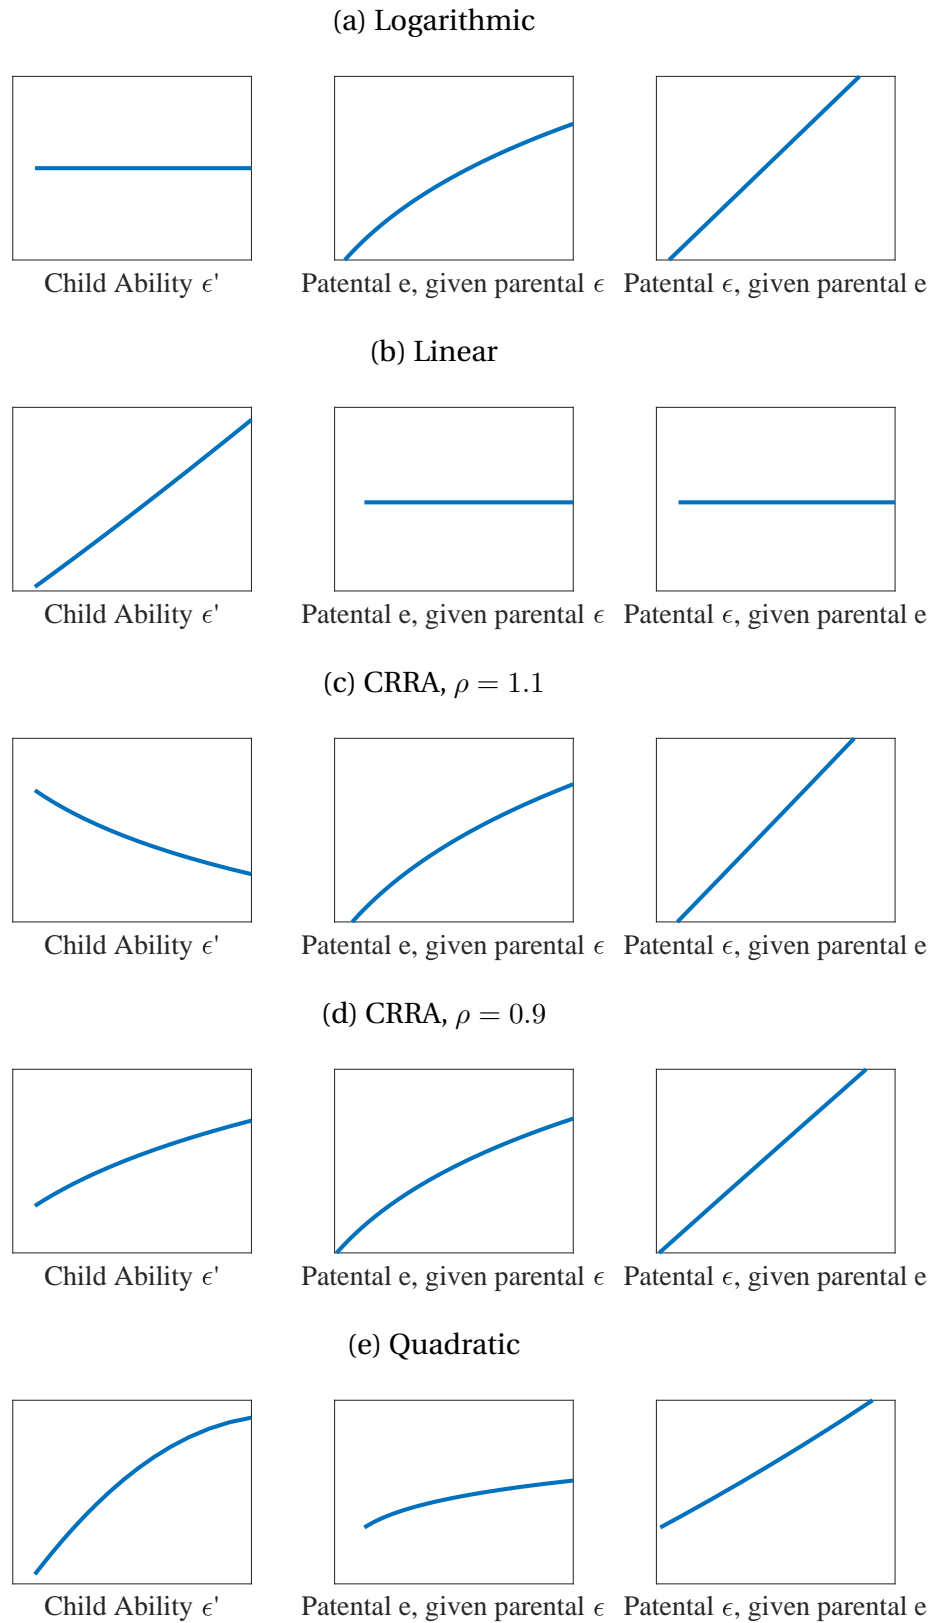 (a) Logarithmic
Child Ability ϵ' Patental e, given parental ϵ Patental ϵ, given parental e
(b) Linear
Child Ability ϵ' Patental e, given parental ϵ Patental ϵ, given parental e
(c) CRRA, ρ = 1.1
Child Ability ϵ' Patental e, given parental ϵ Patental ϵ, given parental e
(d) CRRA, ρ = 0.9
Child Ability ϵ' Patental e, given parental ϵ Patental ϵ, given parental e
(e) Quadratic
Child Ability ϵ' Patental e, given parental ϵ Patental ϵ, given parental e